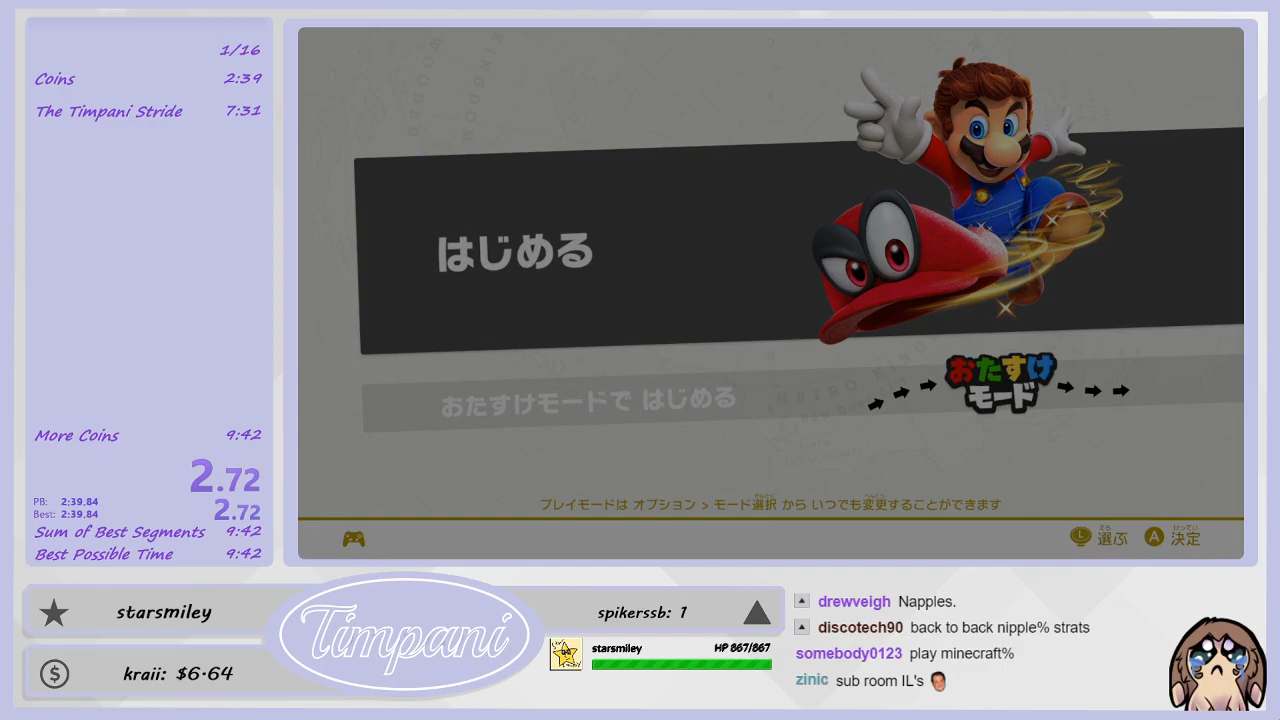 1/16
Coins 2:39
The Timpani Stride 7:31
More Coins 9:42
2.72
PB: 2:39.84
Best: 2:39.84 2.72
Sum of Best Segments 9:42
Best Possible Time 9:42
はじめる
おたすけモードで はじめる
おたすけ
モード
プレイモードは オプション > モード選択 から いつでも変更することができます
L 選ぶ A 決定
starsmiley
Timpani
spikerssb: 1
kraii: $6.64
starsmiley HP 867/867
drewveigh Napples.
discotech90 back to back nipple% strats
somebody0123 play minecraft%
zinic sub room IL's